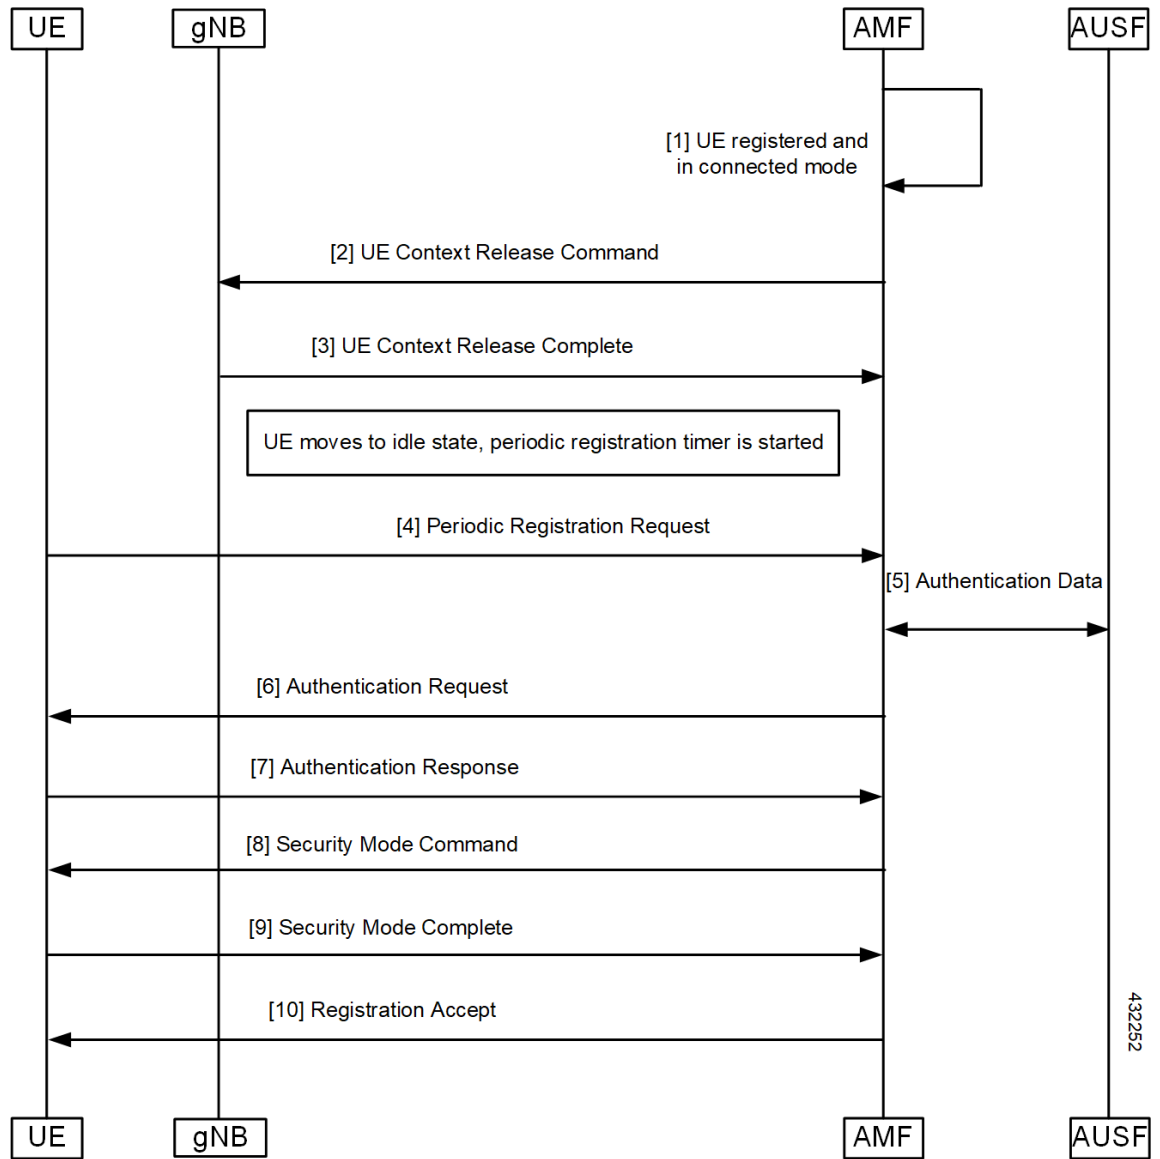 UE
gNB
AMF
AUSF
[1] UE registered and
in connected mode
[2] UE Context Release Command
[3] UE Context Release Complete
UE moves to idle state, periodic registration timer is started
[4] Periodic Registration Request
[5] Authentication Data
[6] Authentication Request
[7] Authentication Response
[8] Security Mode Command
[9] Security Mode Complete
[10] Registration Accept
432252
UE
gNB
AMF
AUSF